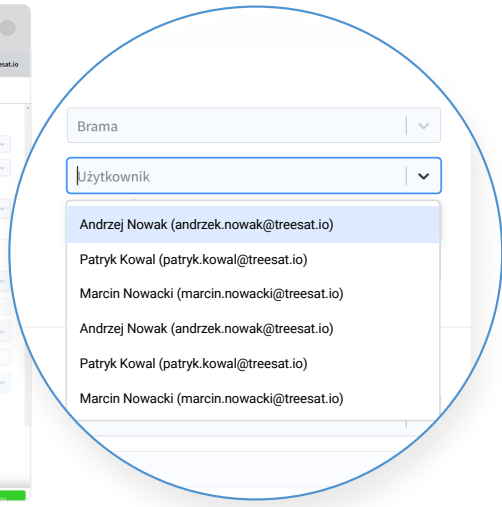 esat.io
Brama
Użytkownik
Andrzej Nowak (andrzek.nowak@treesat.io)
Patryk Kowal (patryk.kowal@treesat.io)
Marcin Nowacki (marcin.nowacki@treesat.io)
Andrzej Nowak (andrzek.nowak@treesat.io)
Patryk Kowal (patryk.kowal@treesat.io)
Marcin Nowacki (marcin.nowacki@treesat.io)